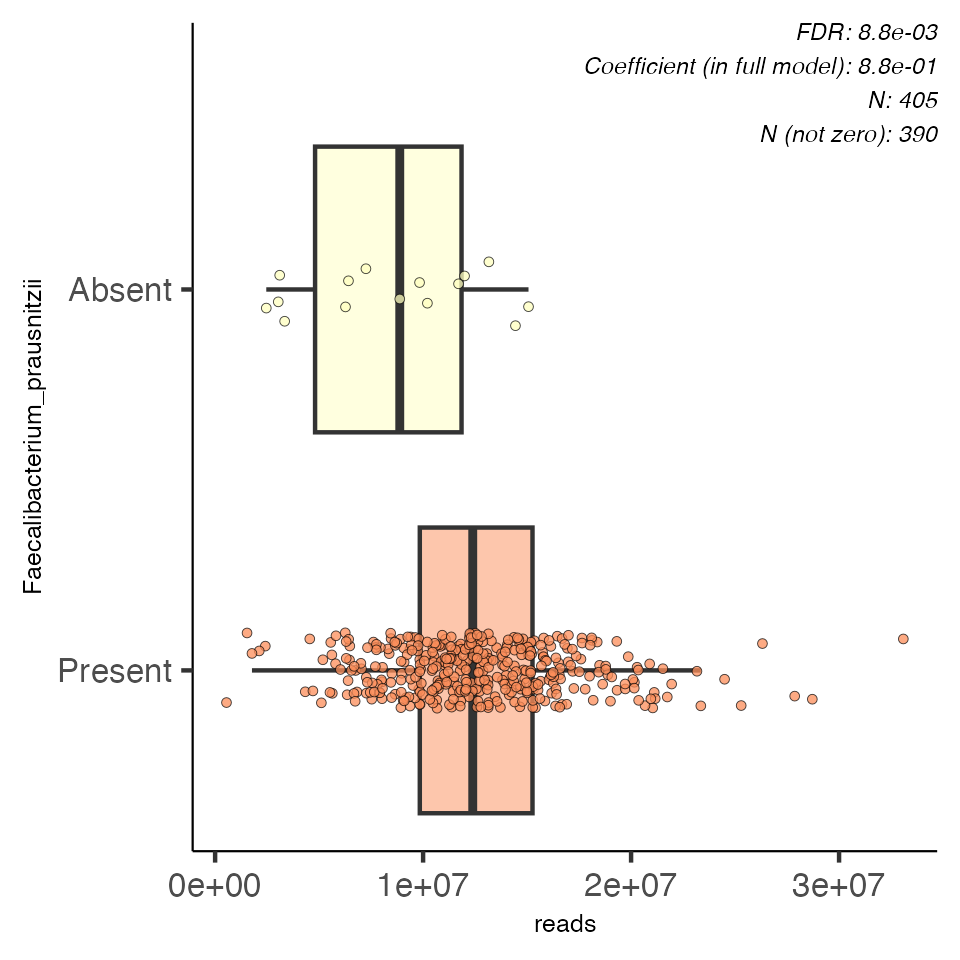 FDR: 8.8e-03
Coefficient (in full model): 8.8e-01
N: 405
N (not zero): 390
Faecalibacterium_prausnitzii
Absent
Present
0e+00 1e+07 2e+07 3e+07
reads